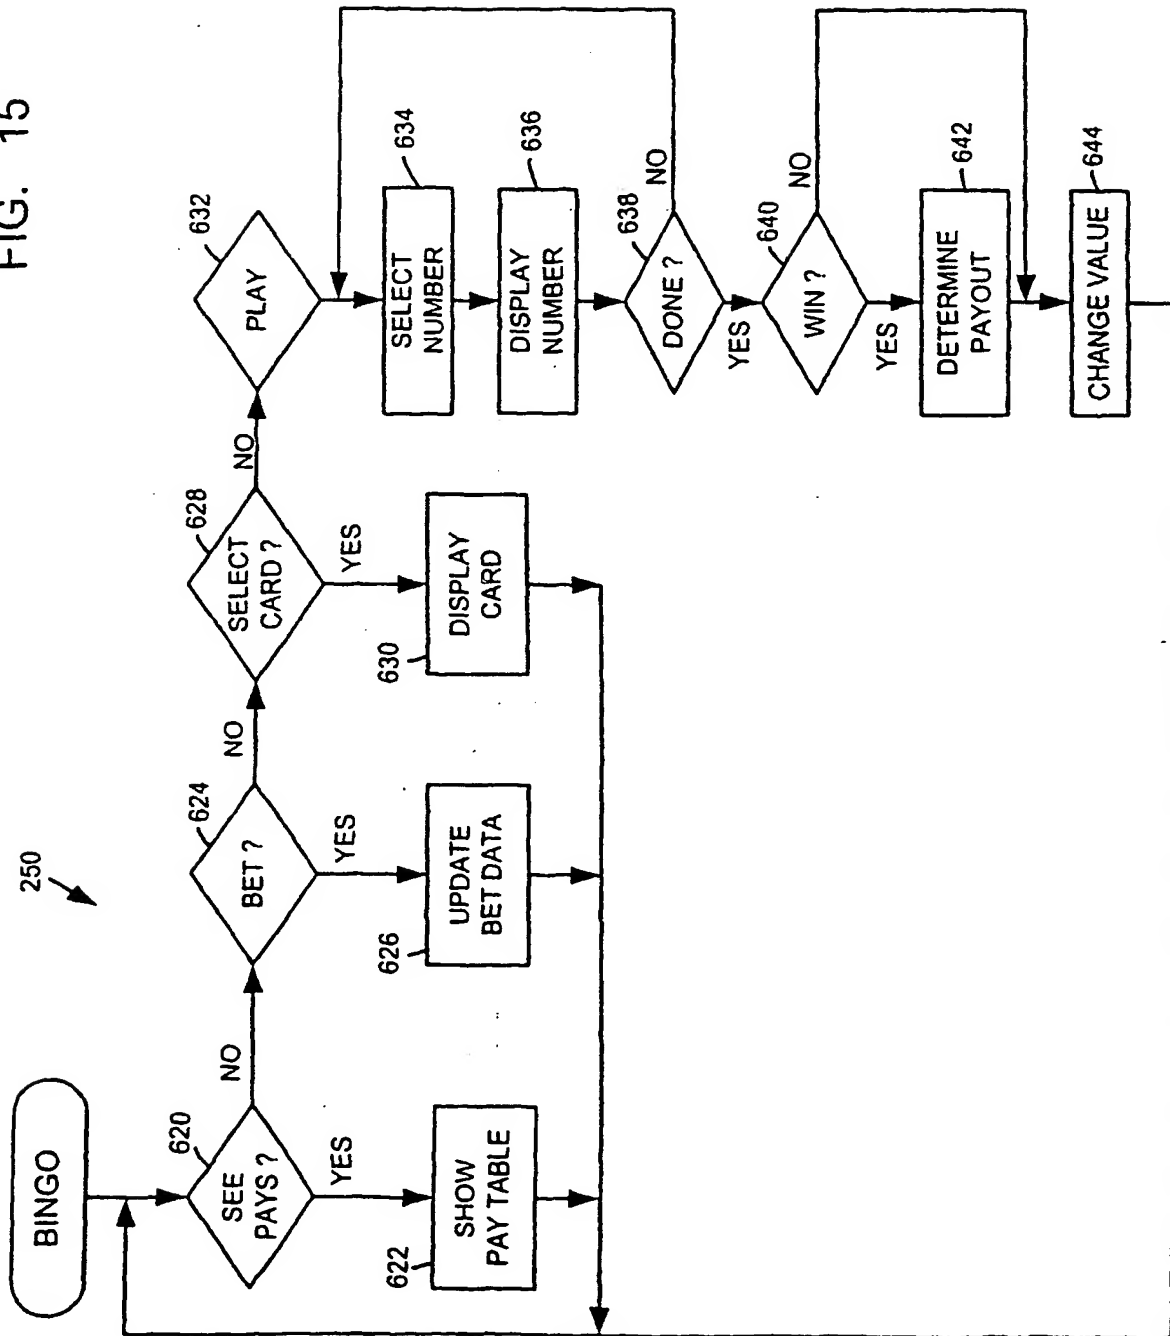 FIG. 15
250
BINGO
620
SEE
PAYS ?
NO
YES
622
SHOW
PAY TABLE
624
BET ?
NO
YES
626
UPDATE
BET DATA
628
SELECT
CARD ?
NO
YES
630
DISPLAY
CARD
632
PLAY
634
SELECT
NUMBER
636
DISPLAY
NUMBER
638
DONE ?
NO
YES
640
WIN ?
NO
YES
642
DETERMINE
PAYOUT
644
CHANGE VALUE